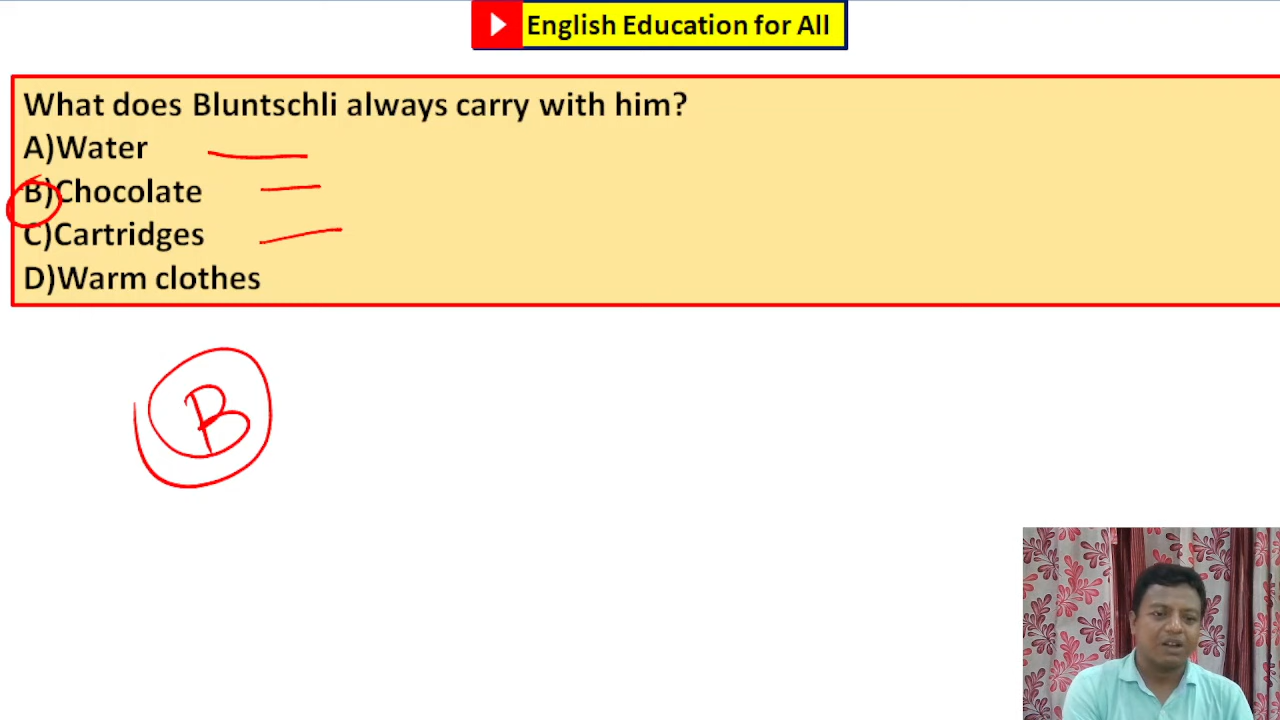 English Education for All
What does Bluntschli always carry with him?
A)Water
B)Chocolate
C)Cartridges
D)Warm clothes
B